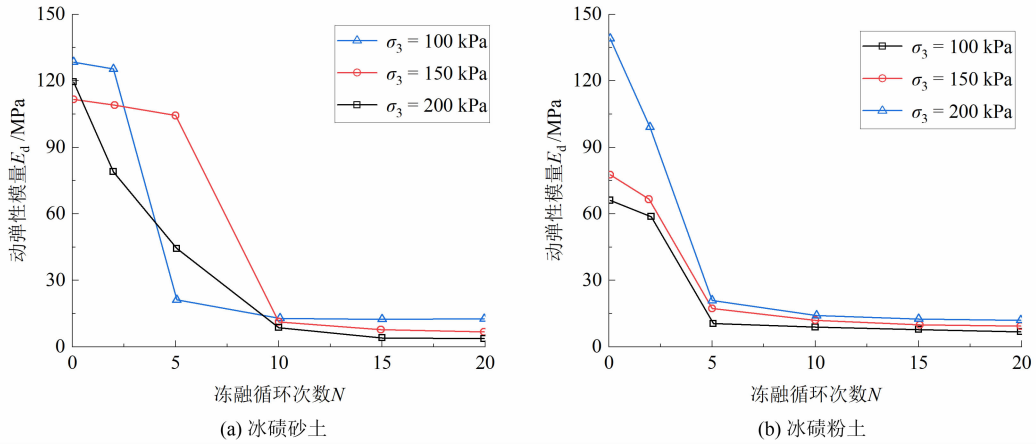 150
120
90
60
30
0
动弹性模量Ed /MPa
σ3 = 100 kPa
σ3 = 150 kPa
σ3 = 200 kPa
0 5 10 15 20
冻融循环次数N
(a) 冰碛砂土
150
120
90
60
30
0
动弹性模量Ed /MPa
σ3 = 100 kPa
σ3 = 150 kPa
σ3 = 200 kPa
0 5 10 15 20
冻融循环次数N
(b) 冰碛粉土